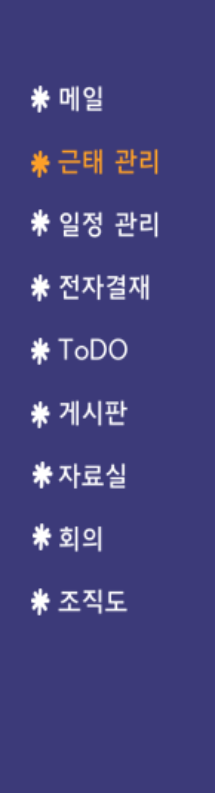 * 메일
* 근태 관리
* 일정 관리
* 전자결재
* ToDO
* 게시판
* 자료실
* 회의
* 조직도